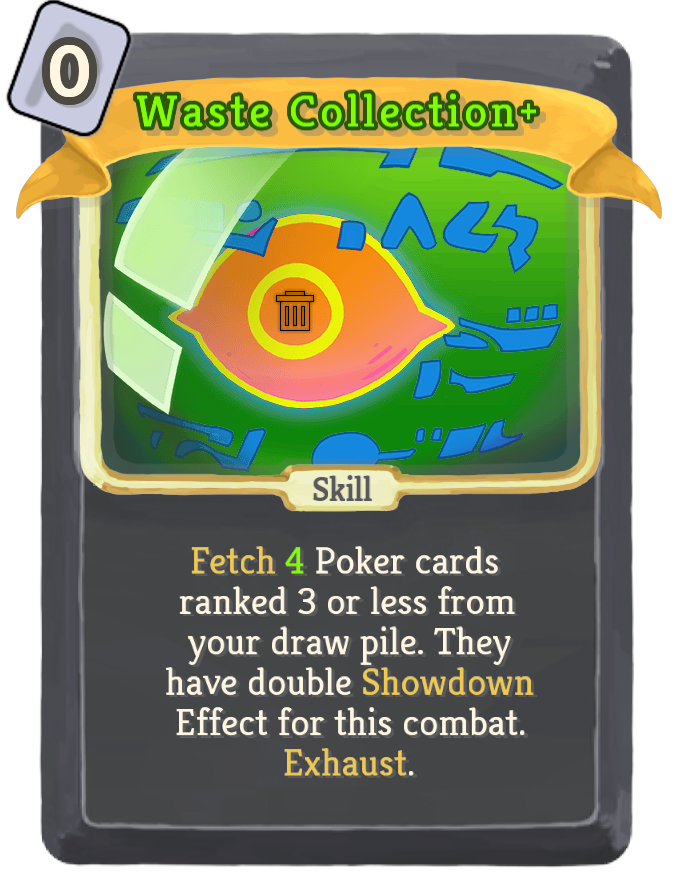 0
Waste Collection+
Skill
Fetch 4 Poker cards
ranked 3 or less from
your draw pile. They
have double Showdown
Effect for this combat.
Exhaust.